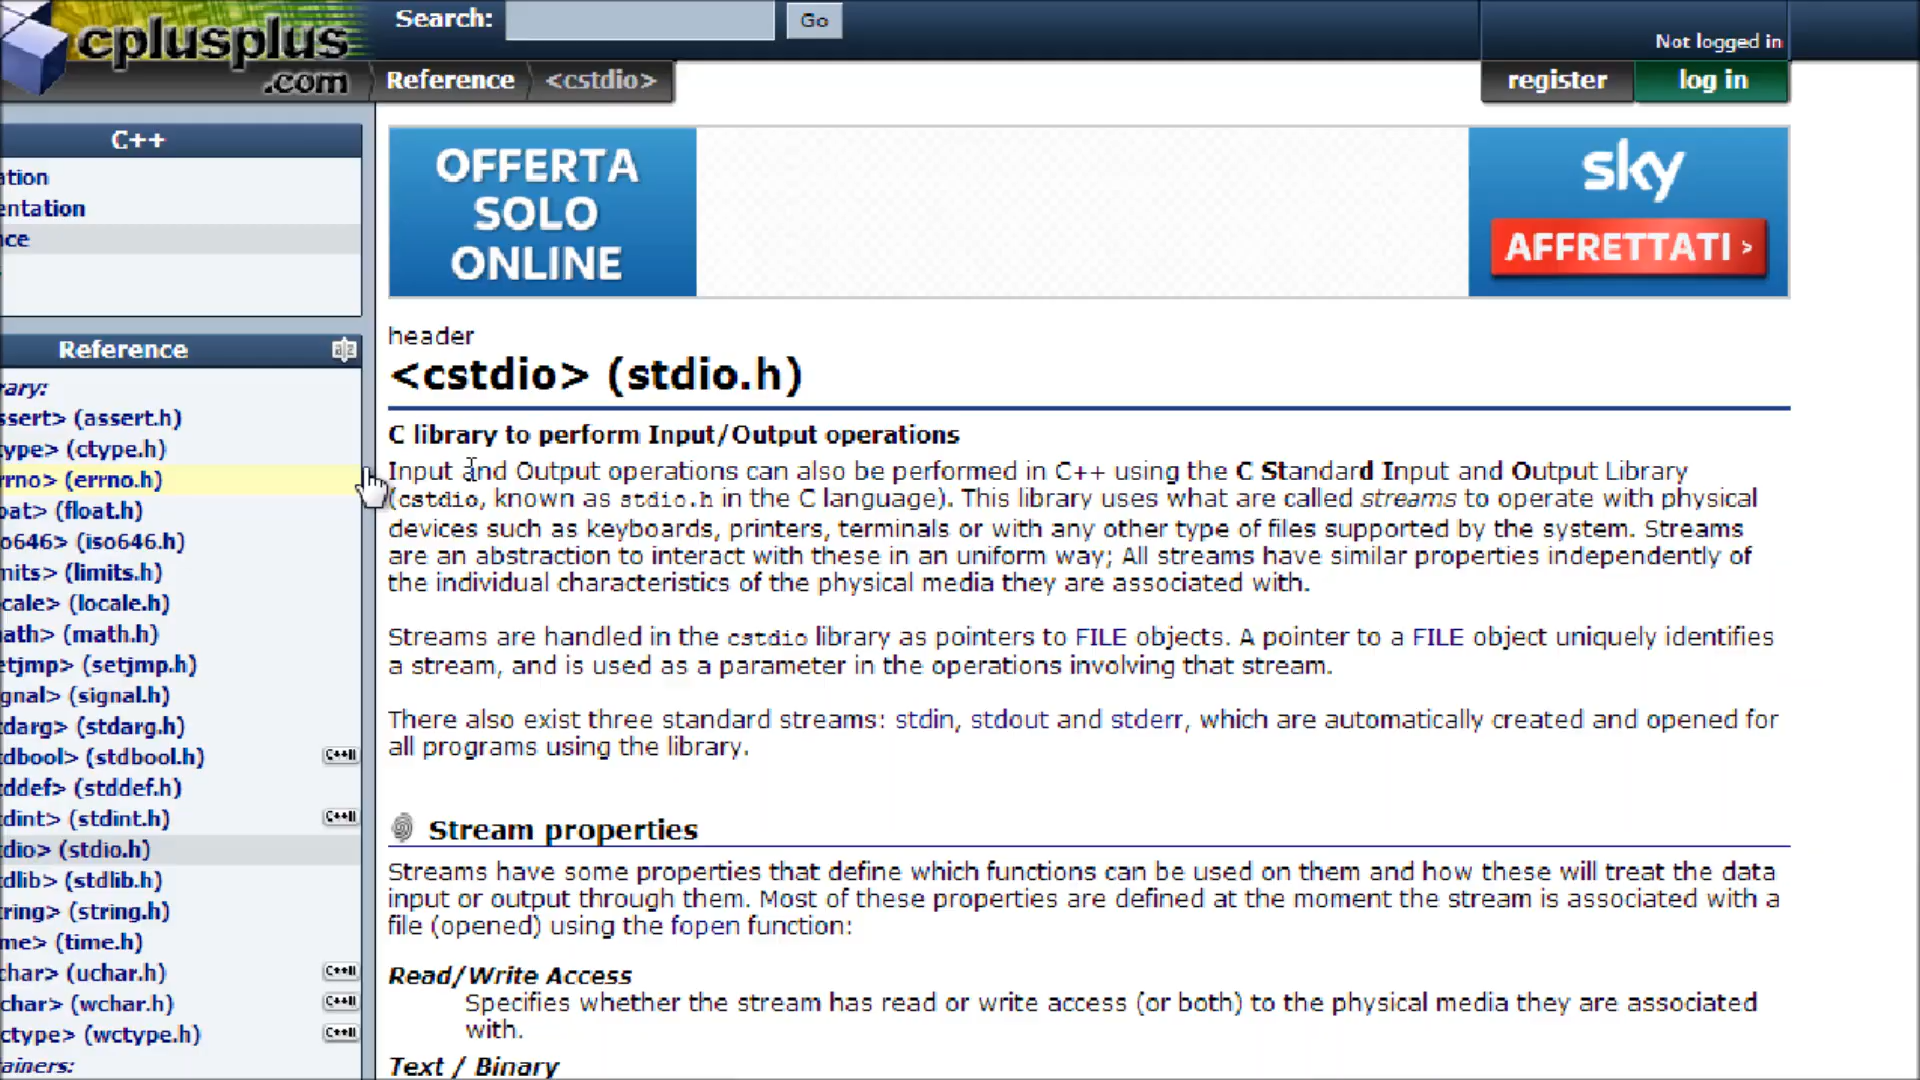 cplusplus
.com
Search:
Go
Not logged in
Reference
<cstdio>
register
log in
C++
ation
entation
nce
OFFERTA
SOLO
ONLINE
sky
AFFRETTATI >
Reference
rary:
ssert> (assert.h)
type> (ctype.h)
rrno> (errno.h)
oat> (float.h)
o646> (iso646.h)
mits> (limits.h)
cale> (locale.h)
ath> (math.h)
etjmp> (setjmp.h)
gnal> (signal.h)
tdarg> (stdarg.h)
tdbool> (stdbool.h)
C++11
tddef> (stddef.h)
tdint> (stdint.h)
C++11
dio> (stdio.h)
tdlib> (stdlib.h)
ring> (string.h)
me> (time.h)
char> (uchar.h)
C++11
char> (wchar.h)
C++11
ctype> (wctype.h)
C++11
tainers:
header
<cstdio> (stdio.h)
C library to perform Input/Output operations
Input and Output operations can also be performed in C++ using the C Standard Input and Output Library
(cstdio, known as stdio.h in the C language). This library uses what are called streams to operate with physical
devices such as keyboards, printers, terminals or with any other type of files supported by the system. Streams
are an abstraction to interact with these in an uniform way; All streams have similar properties independently of
the individual characteristics of the physical media they are associated with.
Streams are handled in the cstdio library as pointers to FILE objects. A pointer to a FILE object uniquely identifies
a stream, and is used as a parameter in the operations involving that stream.
There also exist three standard streams: stdin, stdout and stderr, which are automatically created and opened for
all programs using the library.
Stream properties
Streams have some properties that define which functions can be used on them and how these will treat the data
input or output through them. Most of these properties are defined at the moment the stream is associated with a
file (opened) using the fopen function:
Read/Write Access
Specifies whether the stream has read or write access (or both) to the physical media they are associated
with.
Text / Binary